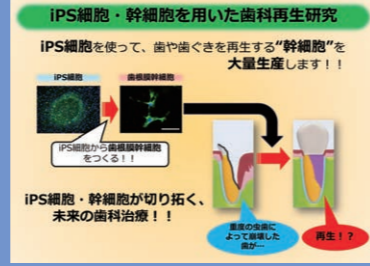 iPS細胞・幹細胞を用いた歯科再生研究
iPS細胞を使って、歯や歯ぐきを再生する“幹細胞”を
大量生産します！！
iPS細胞
歯根膜幹細胞
iPS細胞から歯根膜幹細胞
をつくる！！
iPS細胞・幹細胞が切り拓く、
未来の歯科治療！！
重度の虫歯に
よって崩壊した
歯が…
再生！？